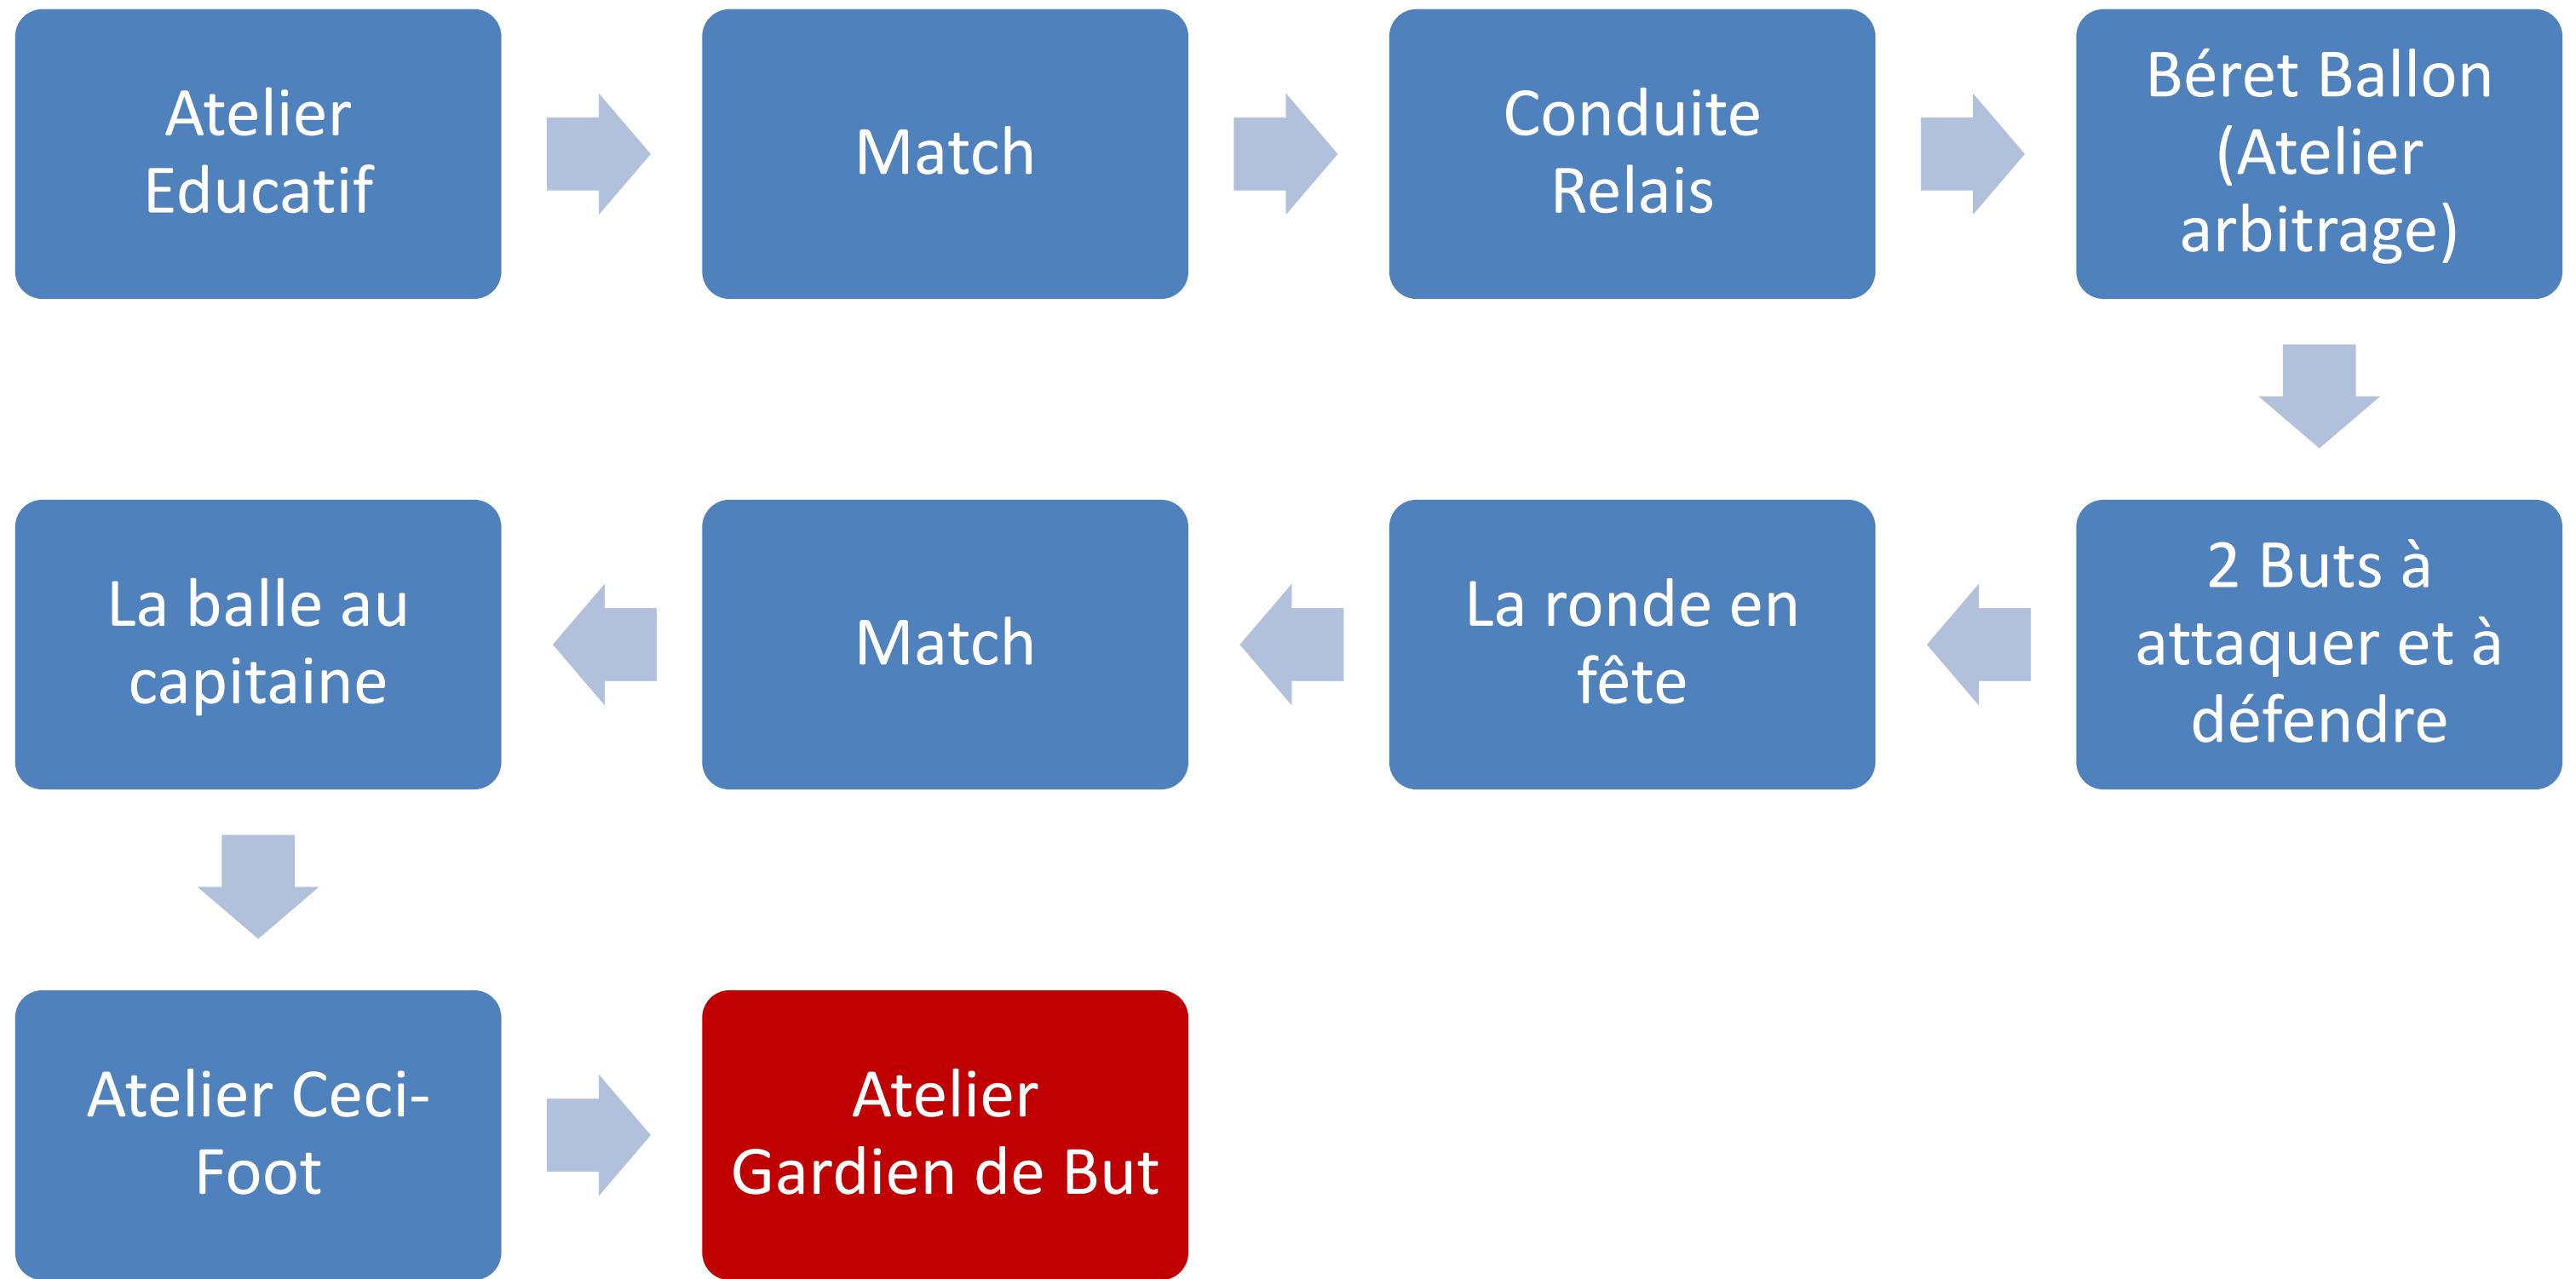 Atelier
Educatif
Match
Conduite
Relais
Béret Ballon
(Atelier
arbitrage)
2 Buts à
attaquer et à
défendre
La ronde en
fête
Match
La balle au
capitaine
Atelier Ceci-
Foot
Atelier
Gardien de But